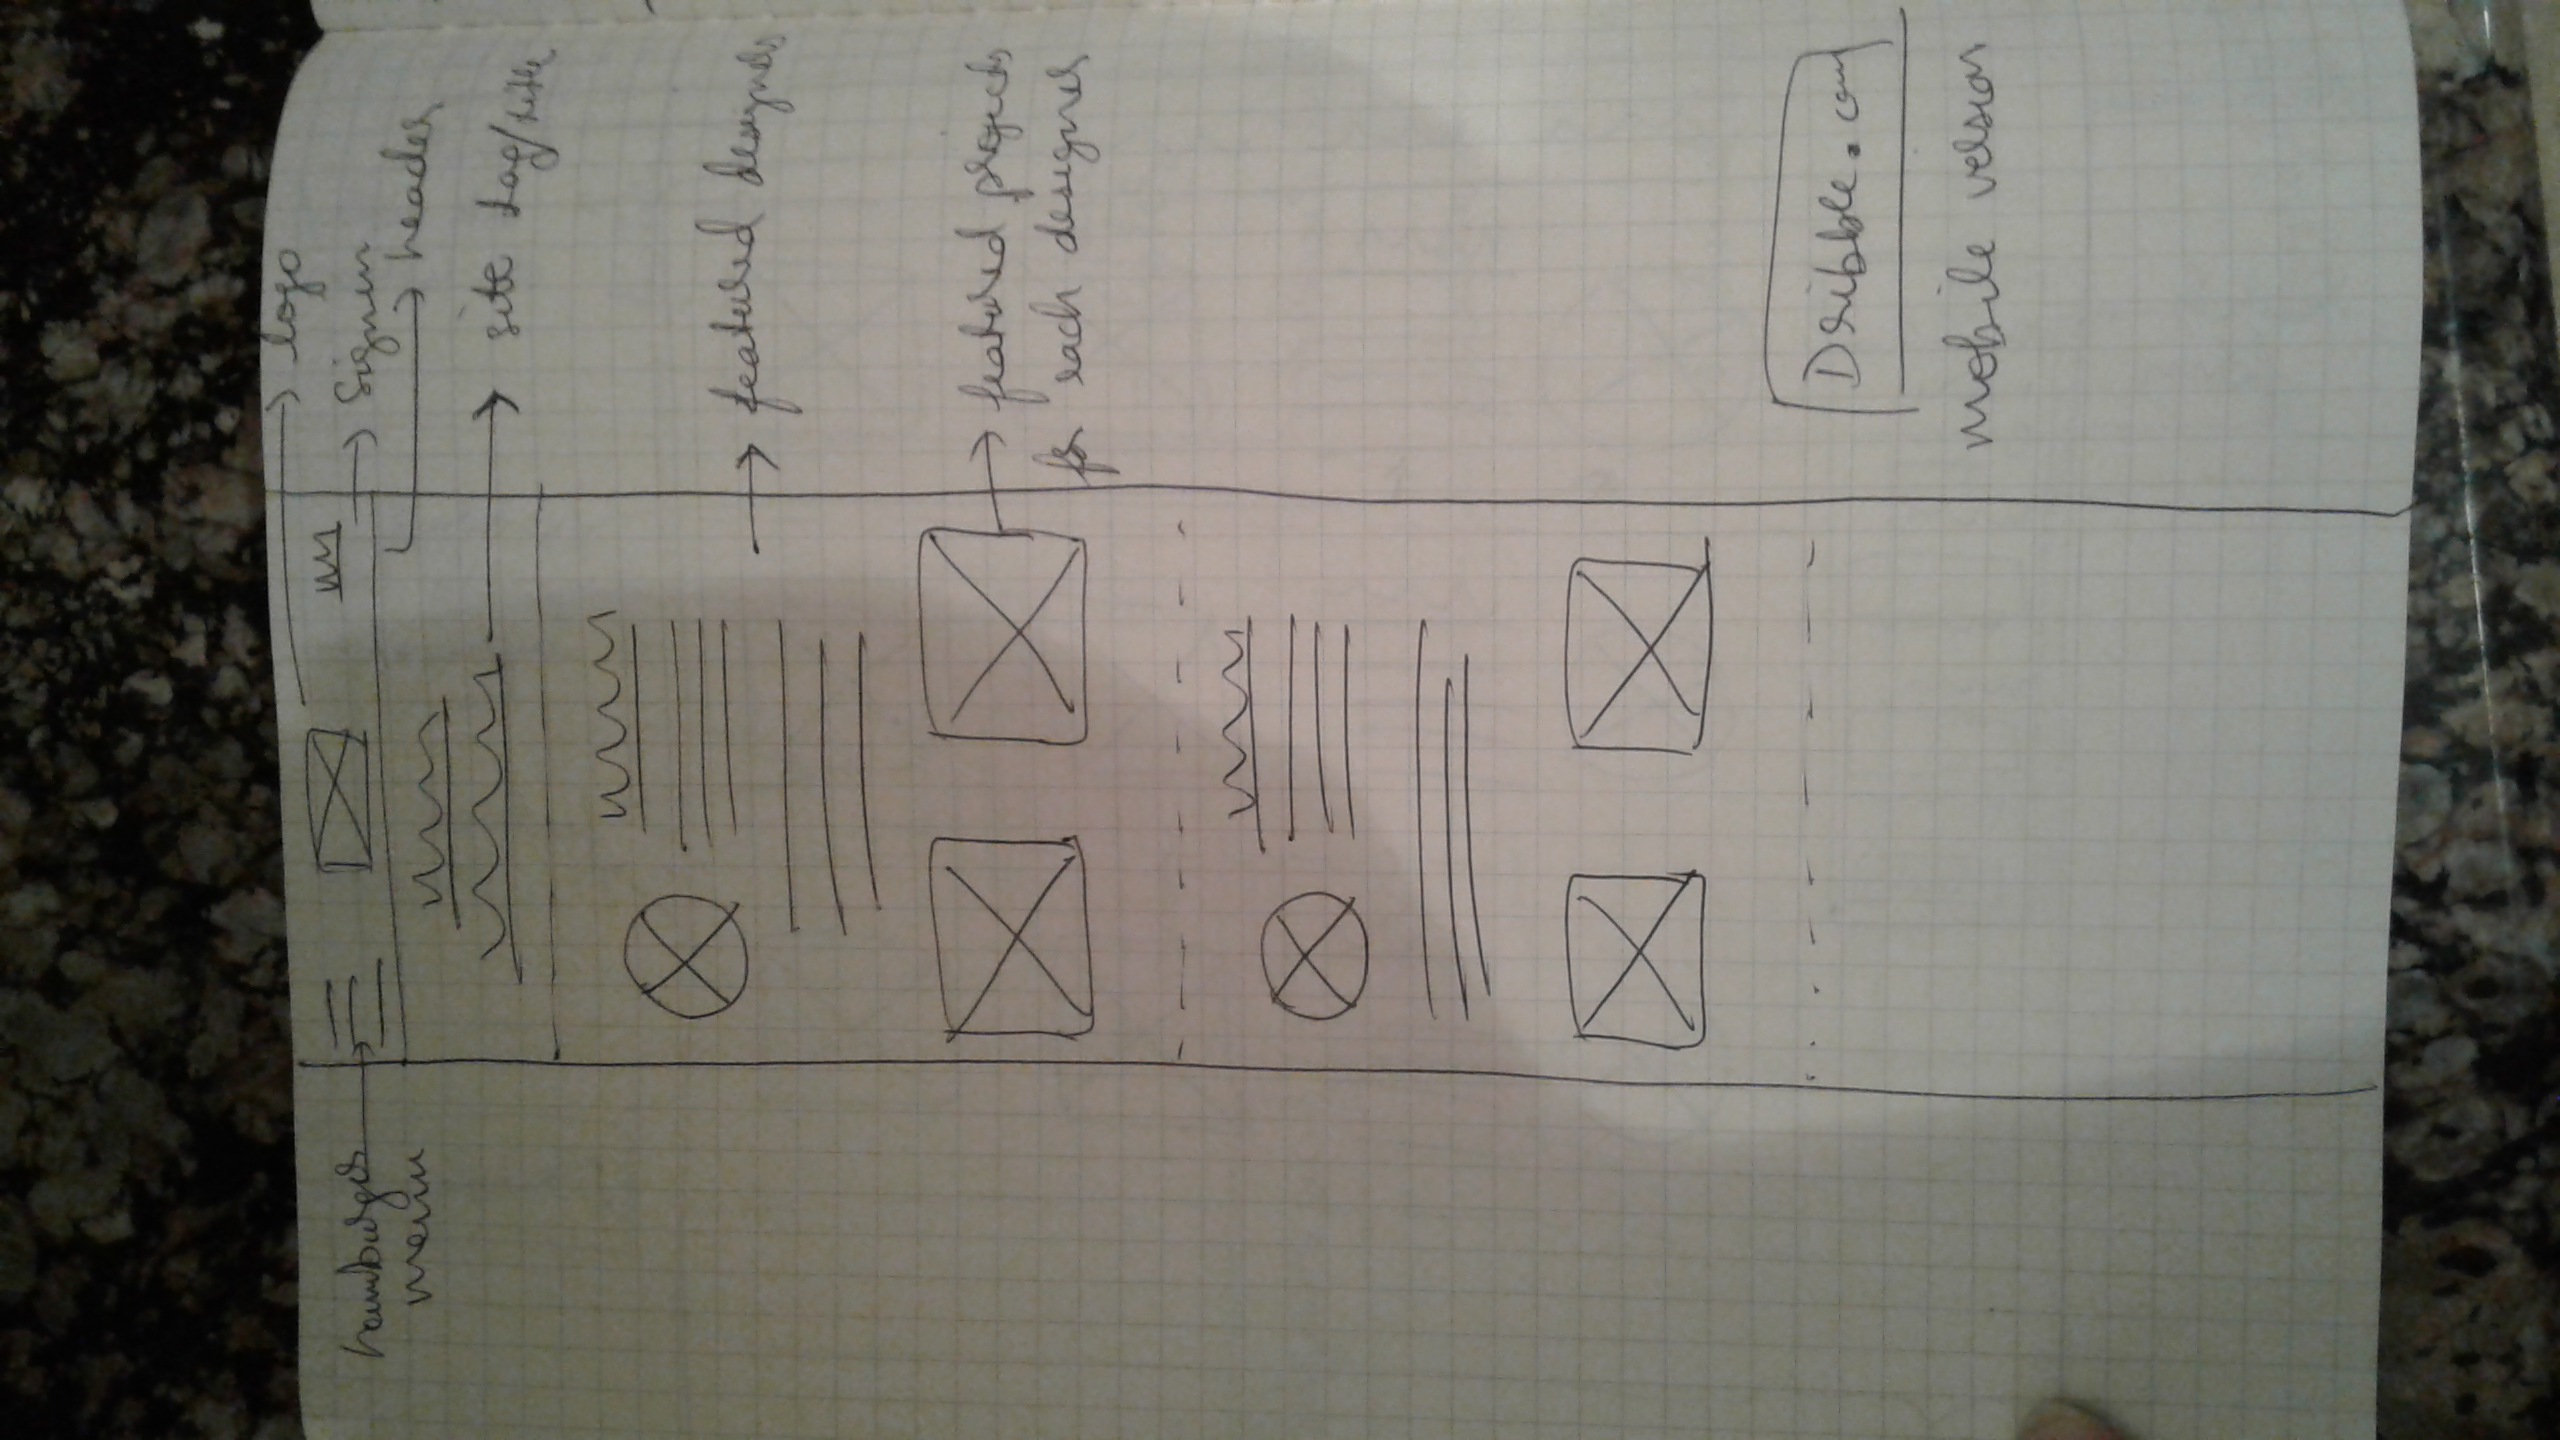 logo
hamburger
menu
Signin
header
site tag/title
featured designers
featured projects
for each designer
Dribble.com
mobile version